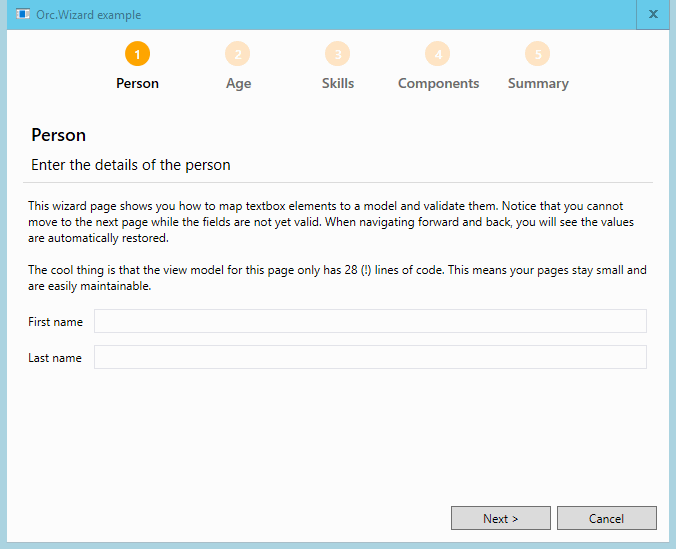 Orc.Wizard example
x
1 2 3 4 5
Person Age Skills Components Summary
Person
Enter the details of the person
This wizard page shows you how to map textbox elements to a model and validate them. Notice that you cannot
move to the next page while the fields are not yet valid. When navigating forward and back, you will see the values
are automatically restored.
The cool thing is that the view model for this page only has 28 (!) lines of code. This means your pages stay small and
are easily maintainable.
First name
Last name
Next > Cancel